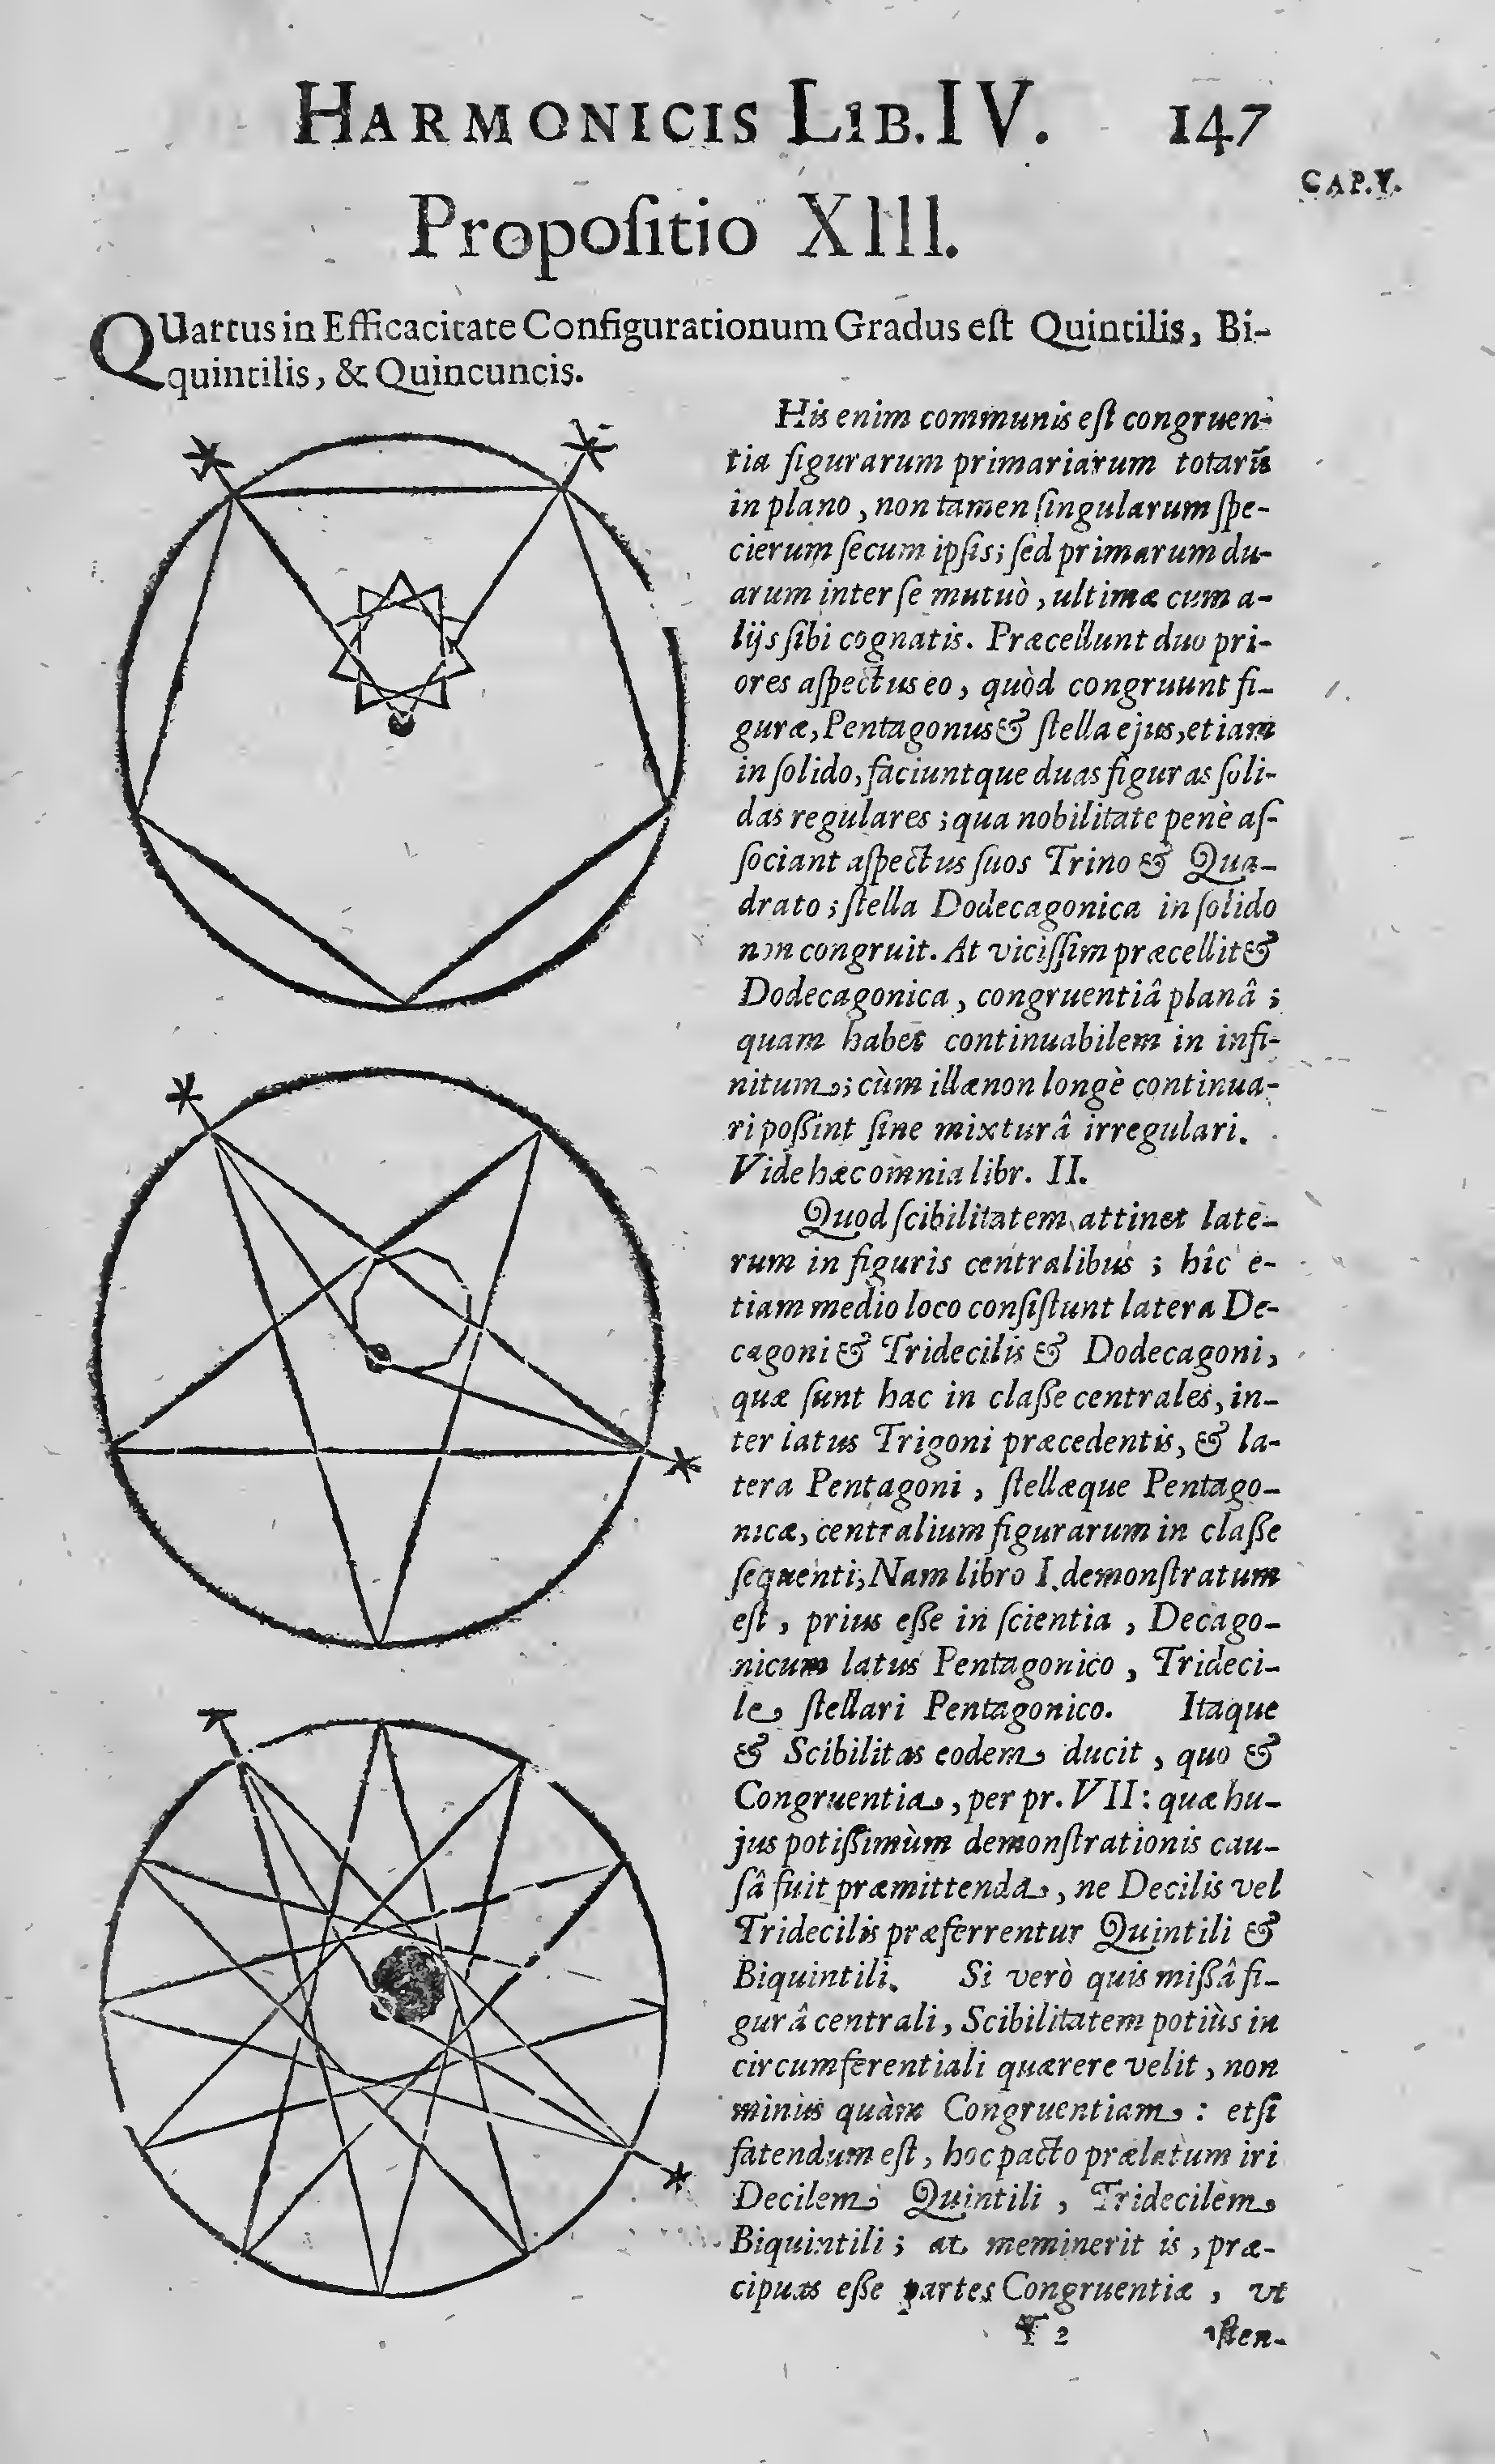 HARMONICIS LIB. IV. 147
CAP. V.
Propoſitio XIII.
QUartus in Efficacitate Configurationum Gradus eſt Quintilis, Bi-
quintilis, & Quincuncis.
His enim communis eſt congruen-
tia figurarum primariarum totarũ
in plano, non tamen ſingularum ſpe-
cierum ſecum ipſis; ſed primarum du-
arum inter ſe mutuò, ultimæ cum a-
lijs ſibi cognatis. Præcellunt duo pri-
ores aſpectus eo, quòd congruunt fi-
guræ, Pentagonus & ſtella ejus, etiam
in ſolido, faciuntque duas figuras ſoli-
das regulares; qua nobilitate penè aſ-
ſociant aſpectus ſuos Trino & Qua-
drato; ſtella Dodecagonica in ſolido
non congruit. At viciſſim præcellit &
Dodecagonica, congruentiâ planâ;
quam habet continuabilem in infi-
nitum; cùm illæ non longè continua-
ri poßint ſine mixturâ irregulari.
Vide hæc omnia libr. II.
Quod ſcibilitatem attinet late-
rum in figuris centralibus; hîc e-
tiam medio loco conſiſtunt latera De-
cagoni & Tridecilis & Dodecagoni,
quæ ſunt hac in claße centrales, in-
ter latus Trigoni præcedentis, & la-
tera Pentagoni, ſtellæque Pentago-
nicæ, centralium figurarum in claße
ſequenti, Nam libro I. demonſtratum
eſt, prius eße in ſcientia, Decago-
nicum latus Pentagonico, Trideci-
le ſtellari Pentagonico. Itaque
& Scibilitas eodem ducit, quo &
Congruentia, per pr. VII: quæ hu-
jus potißimùm demonſtrationis cau-
ſâ fuit præmittenda, ne Decilis vel
Tridecilis præferrentur Quintili &
Biquintili. Si verò quis mißâ fi-
gurâ centrali, Scibilitatem potiùs in
circumferentiali quærere velit, non
minùs quàm Congruentiam: etſi
fatendum eſt, hoc pacto prælatum iri
Decilem Quintili, Tridecilem
Biquintili; at meminerit is, præ-
cipuas eße partes Congruentiæ, ut
T 2 oſten-